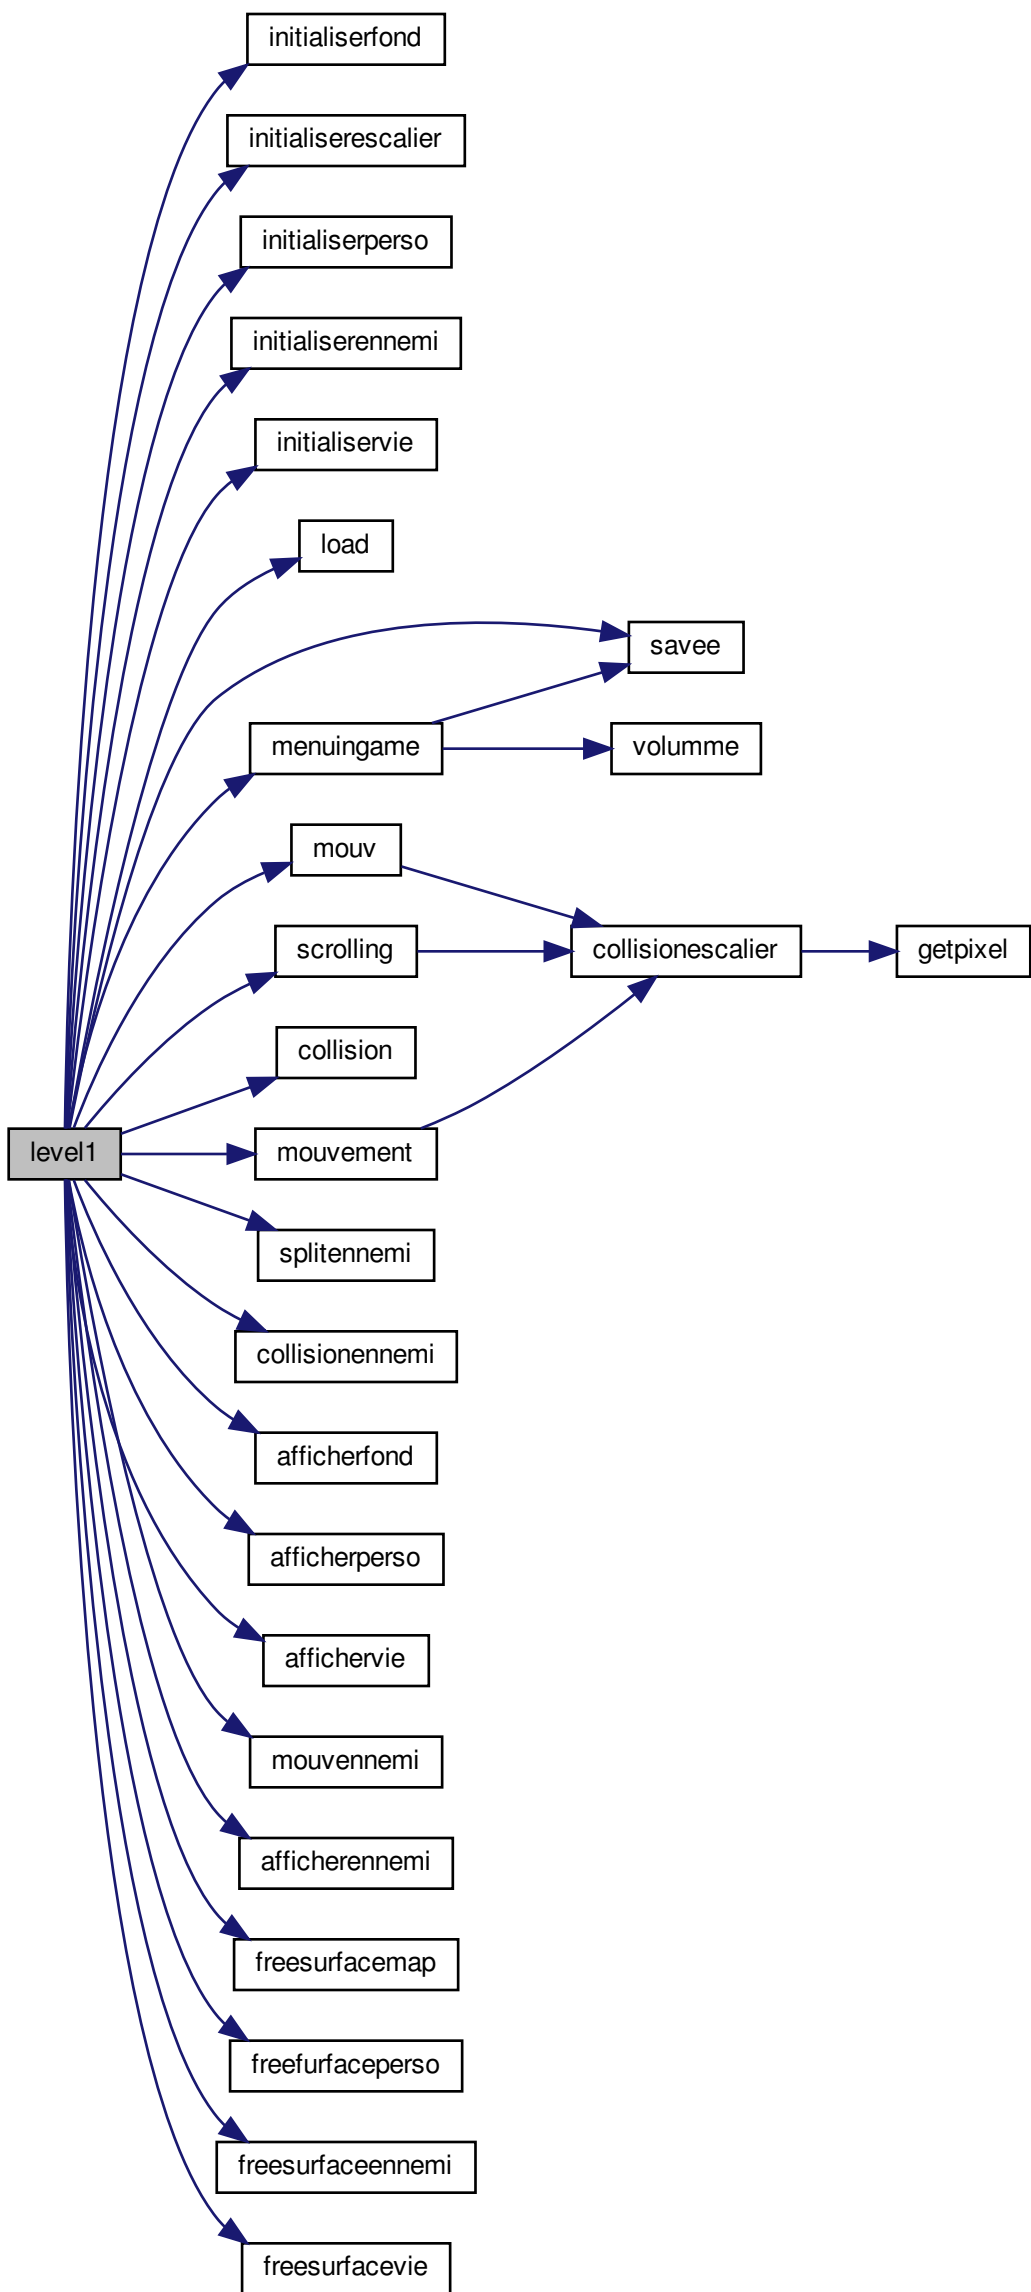 initialiserfond
initialiserescalier
initialiserperso
initialiserennemi
initialiservie
load
savee
menuingame
volumme
mouv
scrolling
collisionescalier
getpixel
collision
level1
mouvement
splitennemi
collisionennemi
afficherfond
afficherperso
affichervie
mouvennemi
afficherennemi
freesurfacemap
freefurfaceperso
freesurfaceennemi
freesurfacevie